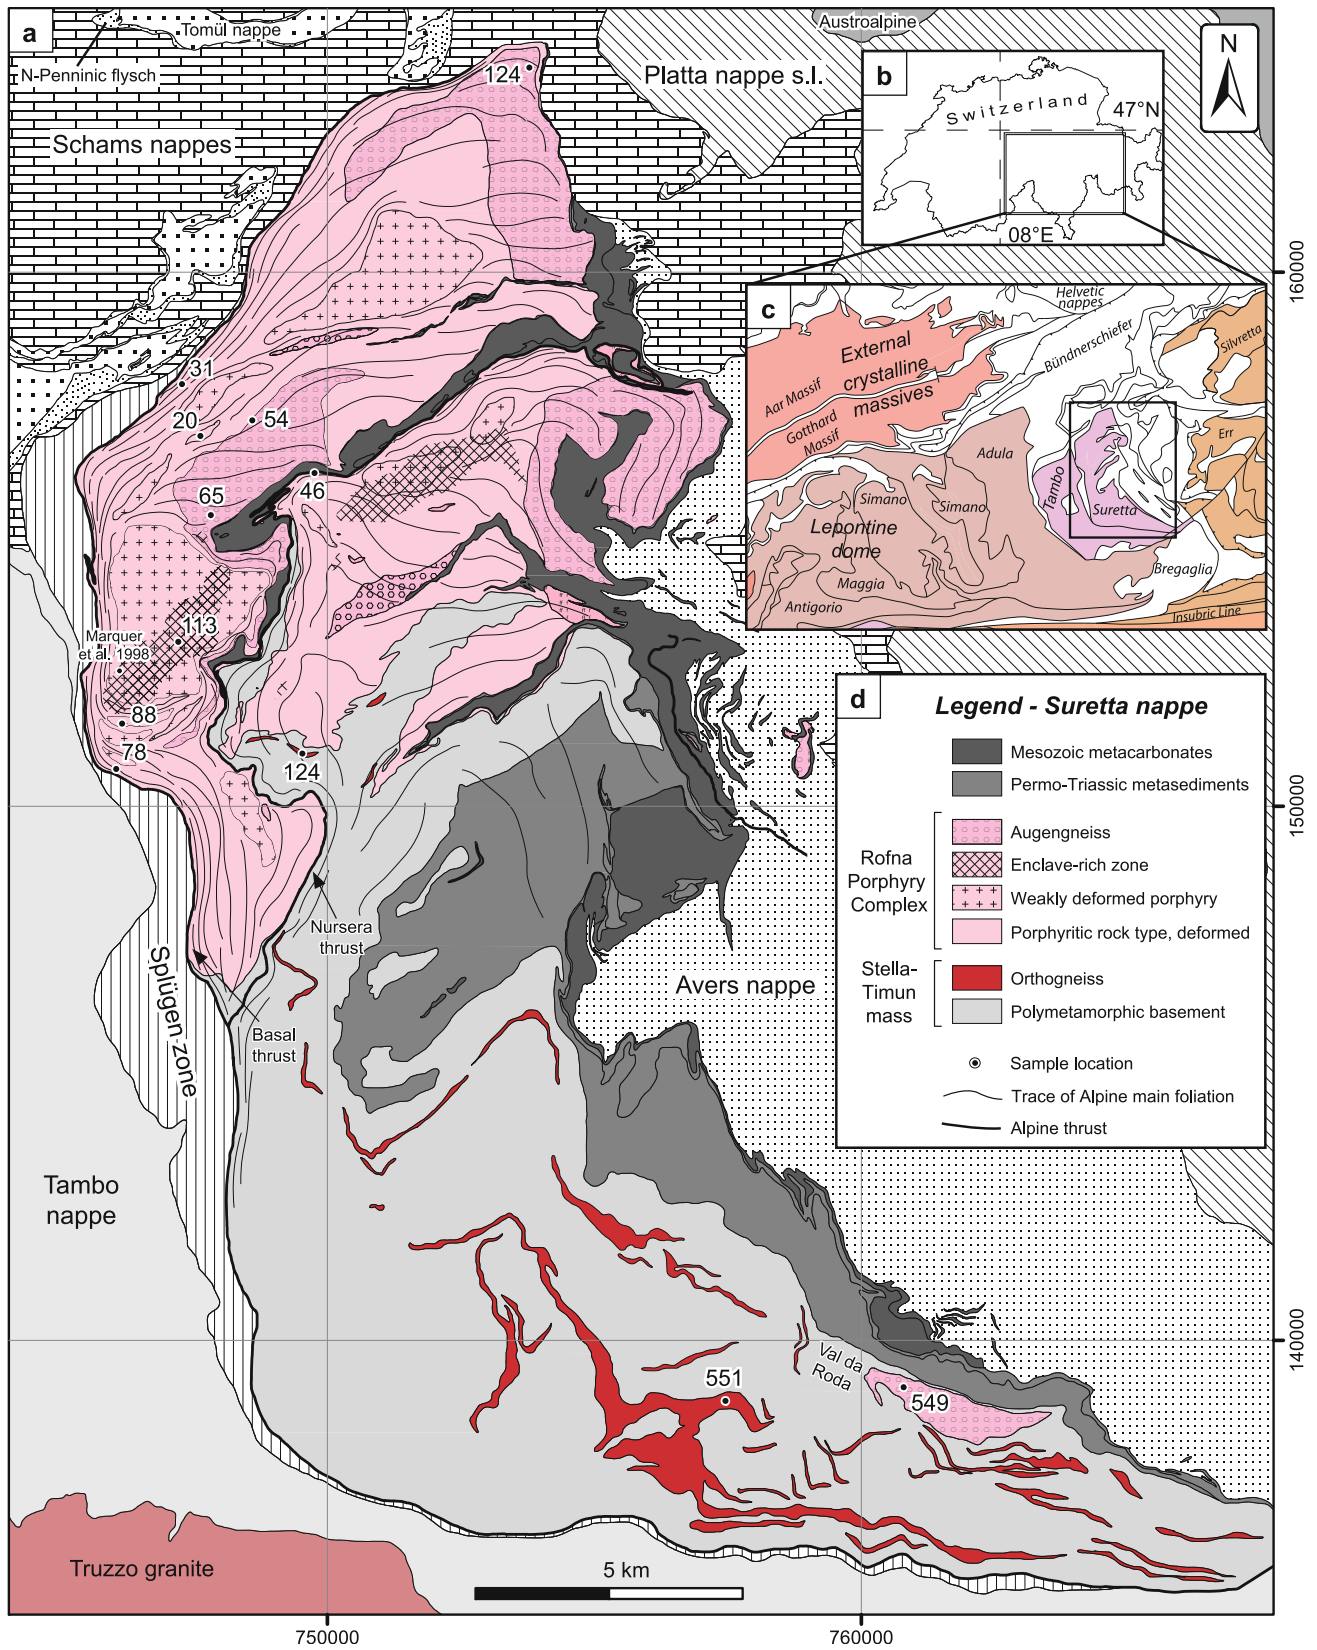 a
Tomül nappe
N-Penninic flysch
Schams nappes
124
Austroalpine
Platta nappe s.l.
N
b
Switzerland
47°N
08°E
c
Helvetic
nappes
External
crystalline
massives
Aar Massif
Gotthard
Massif
Bündnerschiefer
Silvretta
Err
Adula
Simano
Simano
Lepontine
dome
Maggia
Antigorio
Tambo
Suretta
Bregaglia
Insubric Line
160000
31
20
54
65
46
113
Marquer
et al. 1998
88
78
124
d
Legend - Suretta nappe
Mesozoic metacarbonates
Permo-Triassic metasediments
Rofna
Porphyry
Complex
Augengneiss
Enclave-rich zone
Weakly deformed porphyry
Porphyritic rock type, deformed
Stella-
Timun
mass
Orthogneiss
Polymetamorphic basement
Sample location
Trace of Alpine main foliation
Alpine thrust
150000
Nursera
thrust
Basal
thrust
Splügen zone
Avers nappe
Tambo
nappe
140000
Val da
Roda
551
549
Truzzo granite
5 km
750000
760000